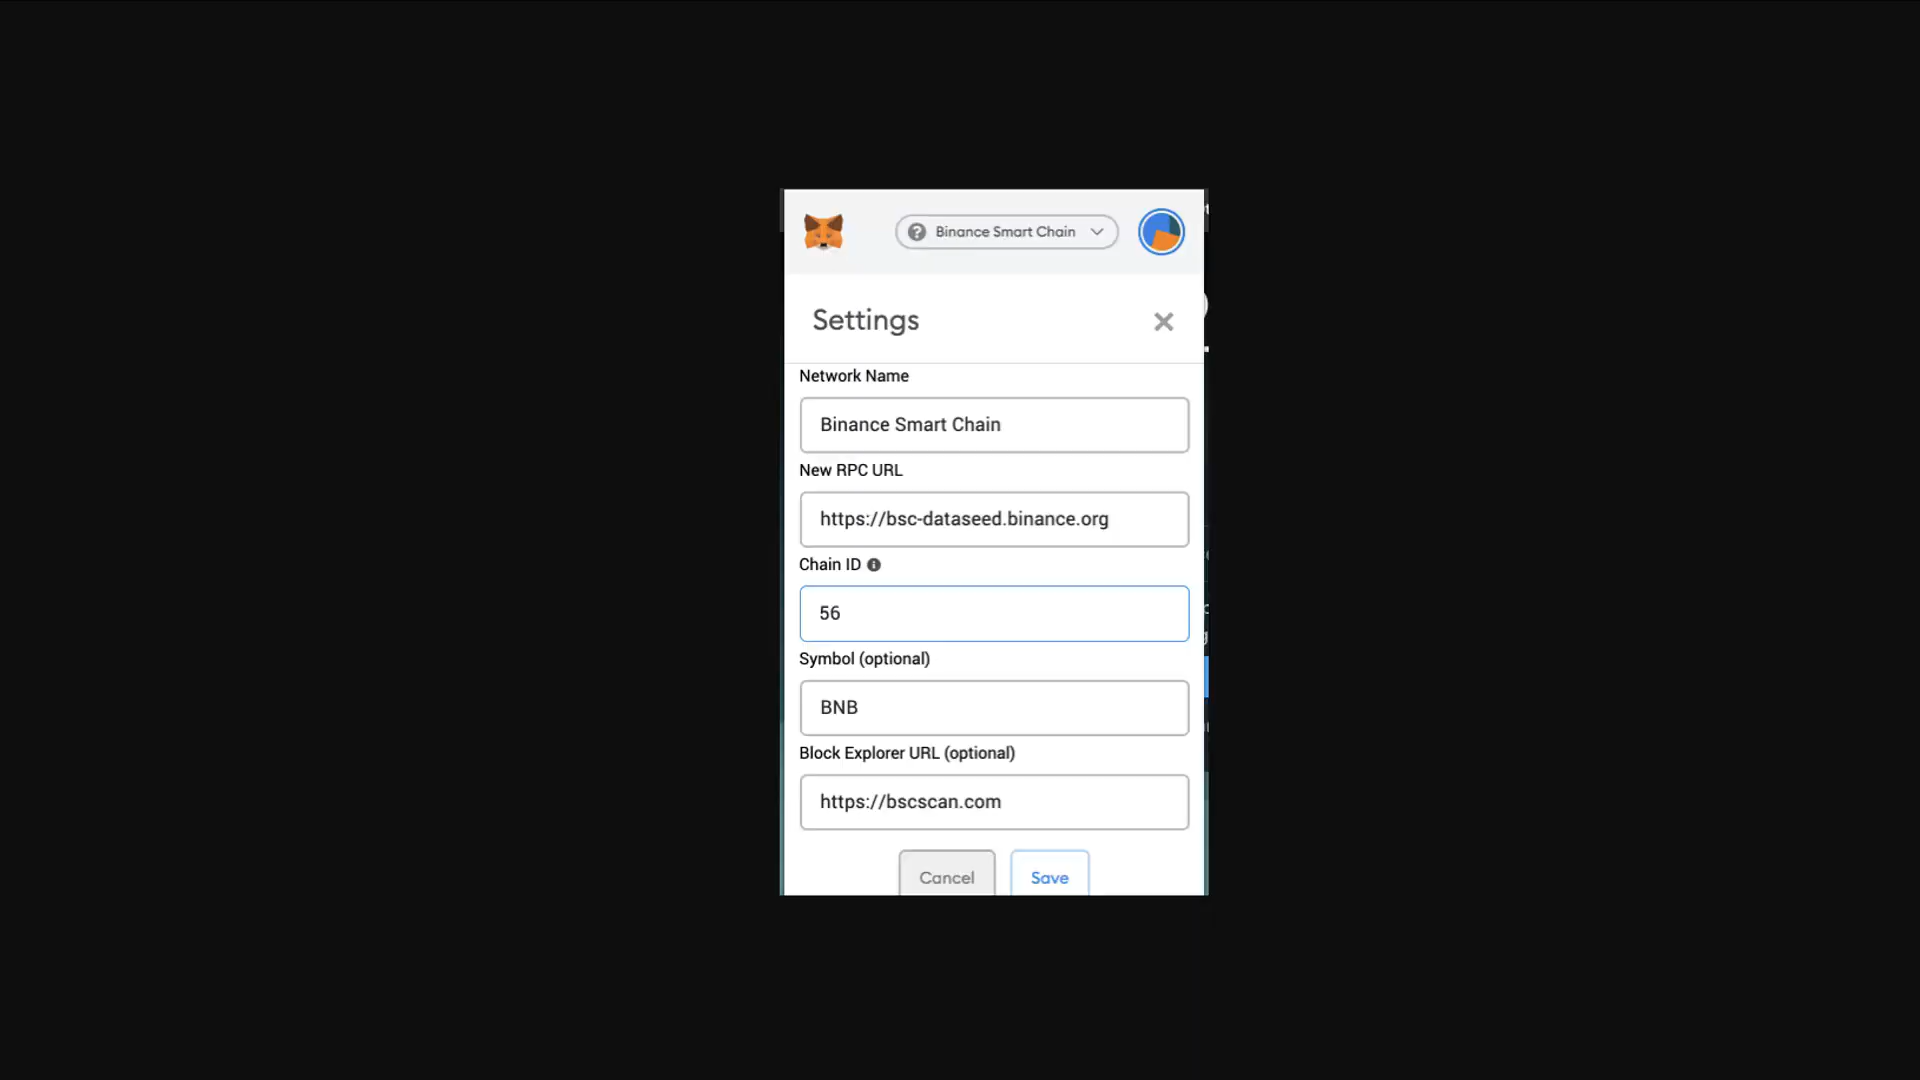 Binance Smart Chain
Settings
Network Name
Binance Smart Chain
New RPC URL
https://bsc-dataseed.binance.org
Chain ID
56
Symbol (optional)
BNB
Block Explorer URL (optional)
https://bscscan.com
Cancel Save